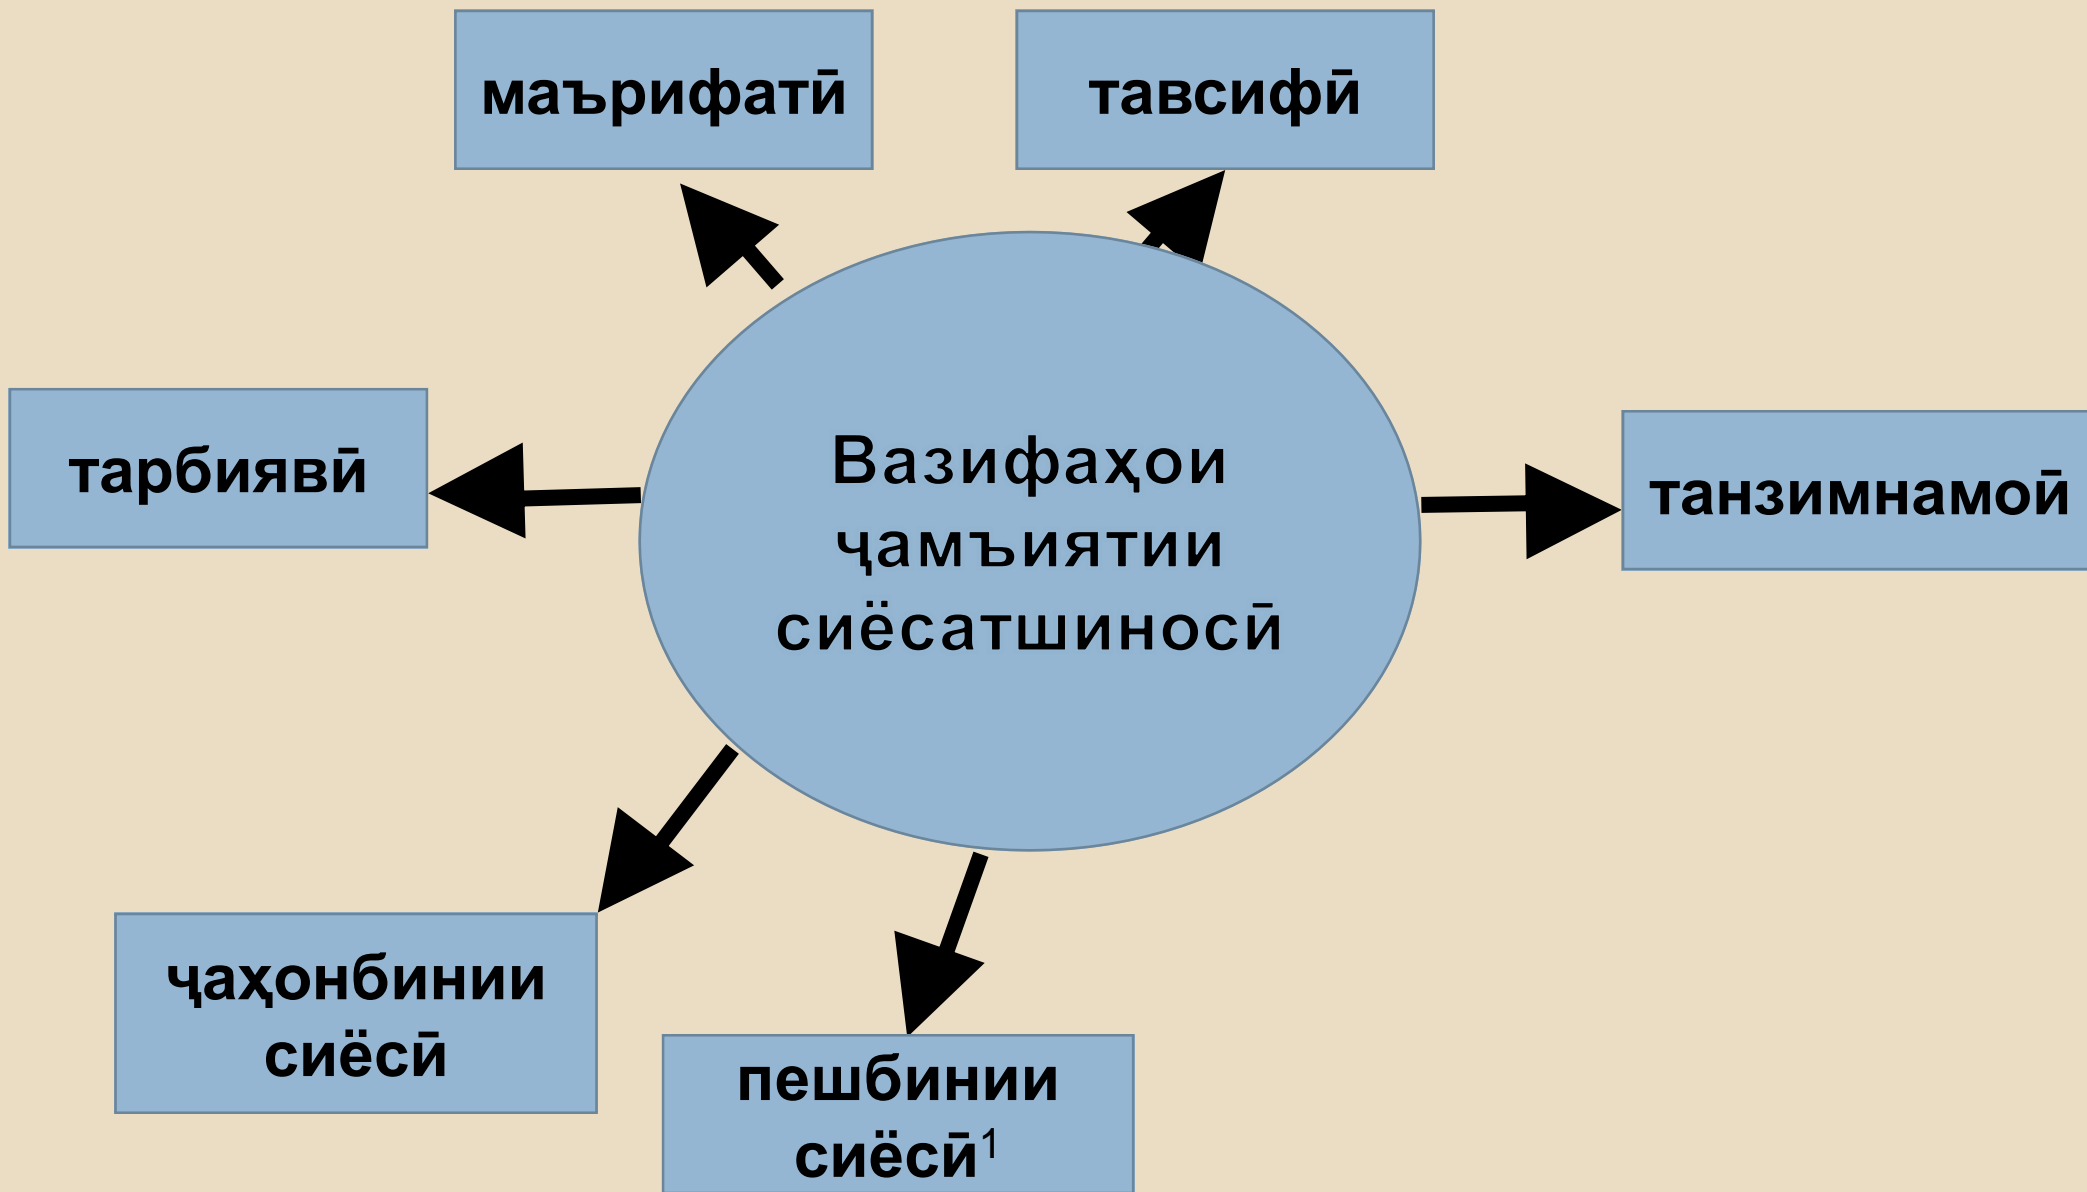 маърифатӣ
тавсифӣ
тарбиявӣ
Вазифаҳои
ҷамъиятии
сиёсатшиносӣ
танзимнамоӣ
ҷаҳонбинии
сиёсӣ
пешбинии
сиёсӣ¹